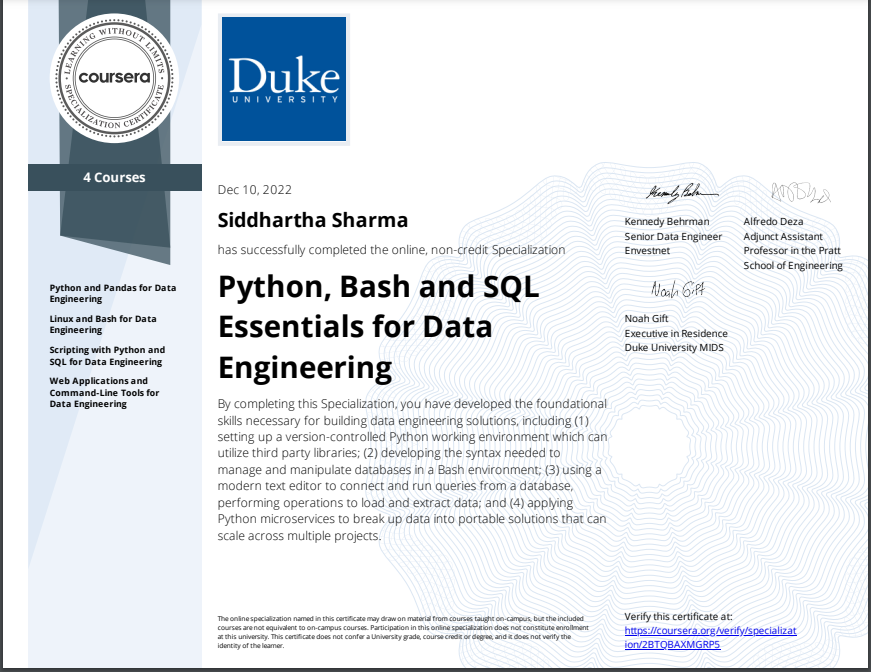 LEARNING WITHOUT LIMITS
coursera
SPECIALIZATION CERTIFICATE
Duke
UNIVERSITY
4 Courses
Python and Pandas for Data
Engineering
Linux and Bash for Data
Engineering
Scripting with Python and
SQL for Data Engineering
Web Applications and
Command-Line Tools for
Data Engineering
Dec 10, 2022
Siddhartha Sharma
has successfully completed the online, non-credit Specialization
Python, Bash and SQL
Essentials for Data
Engineering
By completing this Specialization, you have developed the foundational
skills necessary for building data engineering solutions, including (1)
setting up a version-controlled Python working environment which can
utilize third party libraries; (2) developing the syntax needed to
manage and manipulate databases in a Bash environment; (3) using a
modern text editor to connect and run queries from a database,
performing operations to load and extract data; and (4) applying
Python microservices to break up data into portable solutions that can
scale across multiple projects.
Kennedy Behrman
Senior Data Engineer
Envestnet
Alfredo Deza
Adjunct Assistant
Professor in the Pratt
School of Engineering
Noah Gift
Noah Gift
Executive in Residence
Duke University MIDS
The online specialization named in this certificate may draw on material from courses taught on-campus, but the included
courses are not equivalent to on-campus courses. Participation in this online specialization does not constitute enrollment
at this university. This certificate does not confer a University grade, course credit or degree, and it does not verify the
identity of the learner.
Verify this certificate at:
https://coursera.org/verify/specializat
ion/2BTQBAXMGRP5